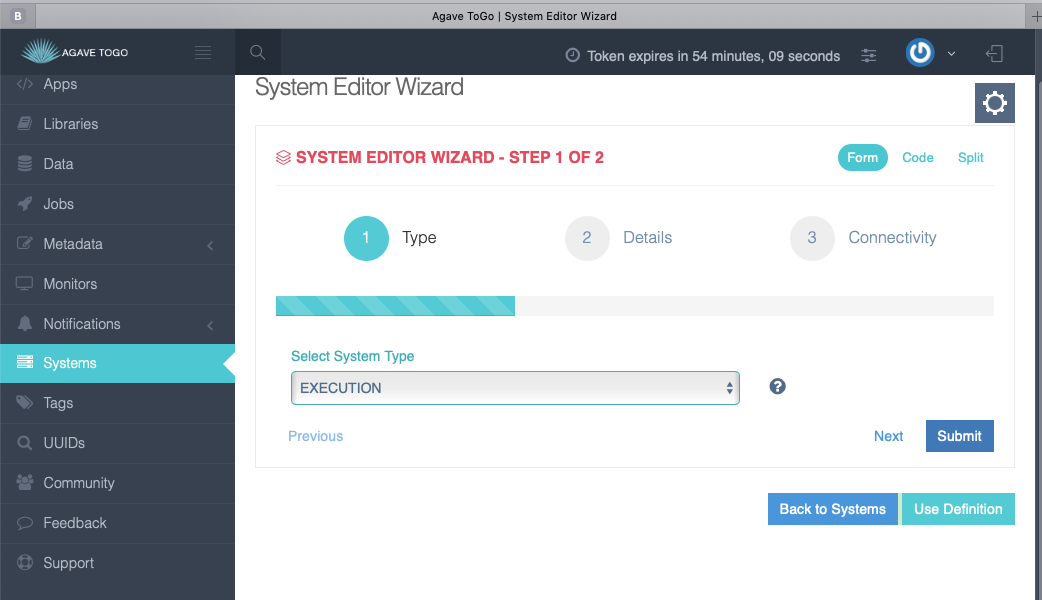 B
Agave ToGo | System Editor Wizard
AGAVE TOGO
Token expires in 54 minutes, 09 seconds
Apps
Libraries
Data
Jobs
Metadata
Monitors
Notifications
Systems
Tags
UUIDs
Community
Feedback
Support
System Editor Wizard
SYSTEM EDITOR WIZARD - STEP 1 OF 2
Form Code Split
1 Type 2 Details 3 Connectivity
Select System Type
EXECUTION
Previous Next Submit
Back to Systems Use Definition